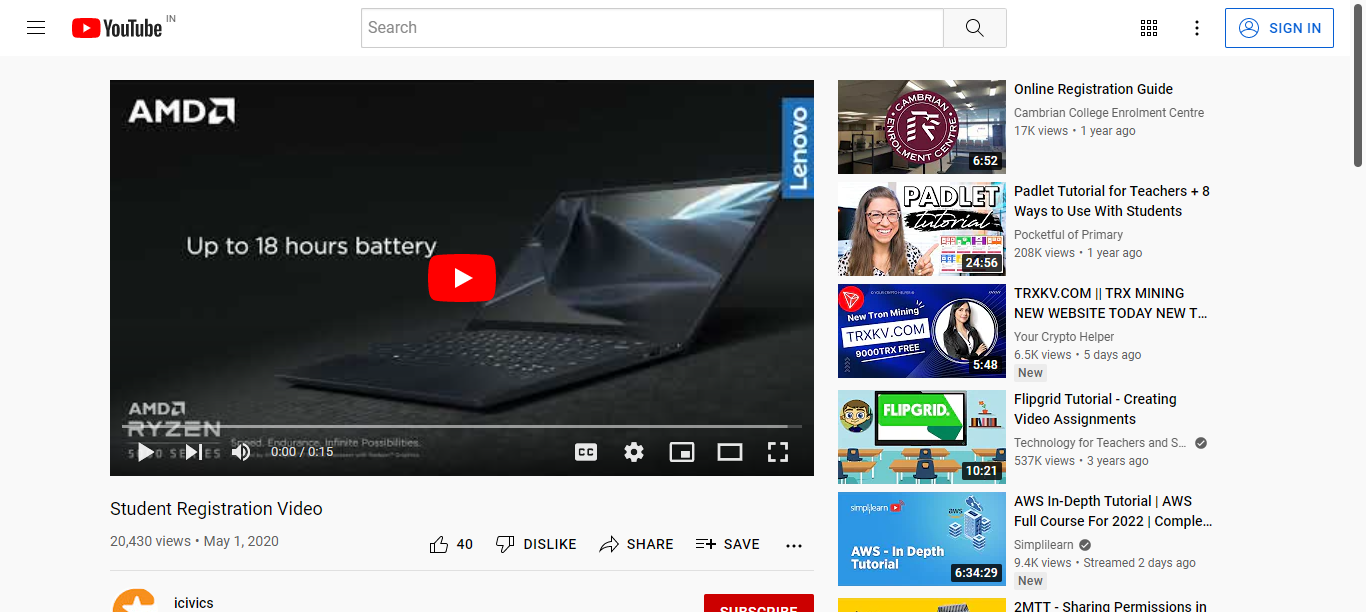 YouTube IN
Search
SIGN IN
AMD
Lenovo
Up to 18 hours battery
AMD
RYZEN
Speed. Endurance. Infinite Possibilities.
0:00 / 0:15
CC
Student Registration Video
20,430 views • May 1, 2020
40
DISLIKE
SHARE
SAVE
icivics
SUBSCRIBE
CAMBRIAN
ENROLMENT CENTRE
6:52
Online Registration Guide
Cambrian College Enrolment Centre
17K views • 1 year ago
PADLET
tutorial
24:56
Padlet Tutorial for Teachers + 8
Ways to Use With Students
Pocketful of Primary
208K views • 1 year ago
New Tron Mining
TRXKV.COM
9000TRX FREE
5:48
TRXKV.COM || TRX MINING
NEW WEBSITE TODAY NEW T...
Your Crypto Helper
6.5K views • 5 days ago
New
FLIPGRID.
10:21
Flipgrid Tutorial - Creating
Video Assignments
Technology for Teachers and S...
537K views • 3 years ago
simplilearn
aws
AWS - In Depth
Tutorial
6:34:29
AWS In-Depth Tutorial | AWS
Full Course For 2022 | Comple...
Simplilearn
9.4K views • Streamed 2 days ago
New
2MTT - Sharing Permissions in